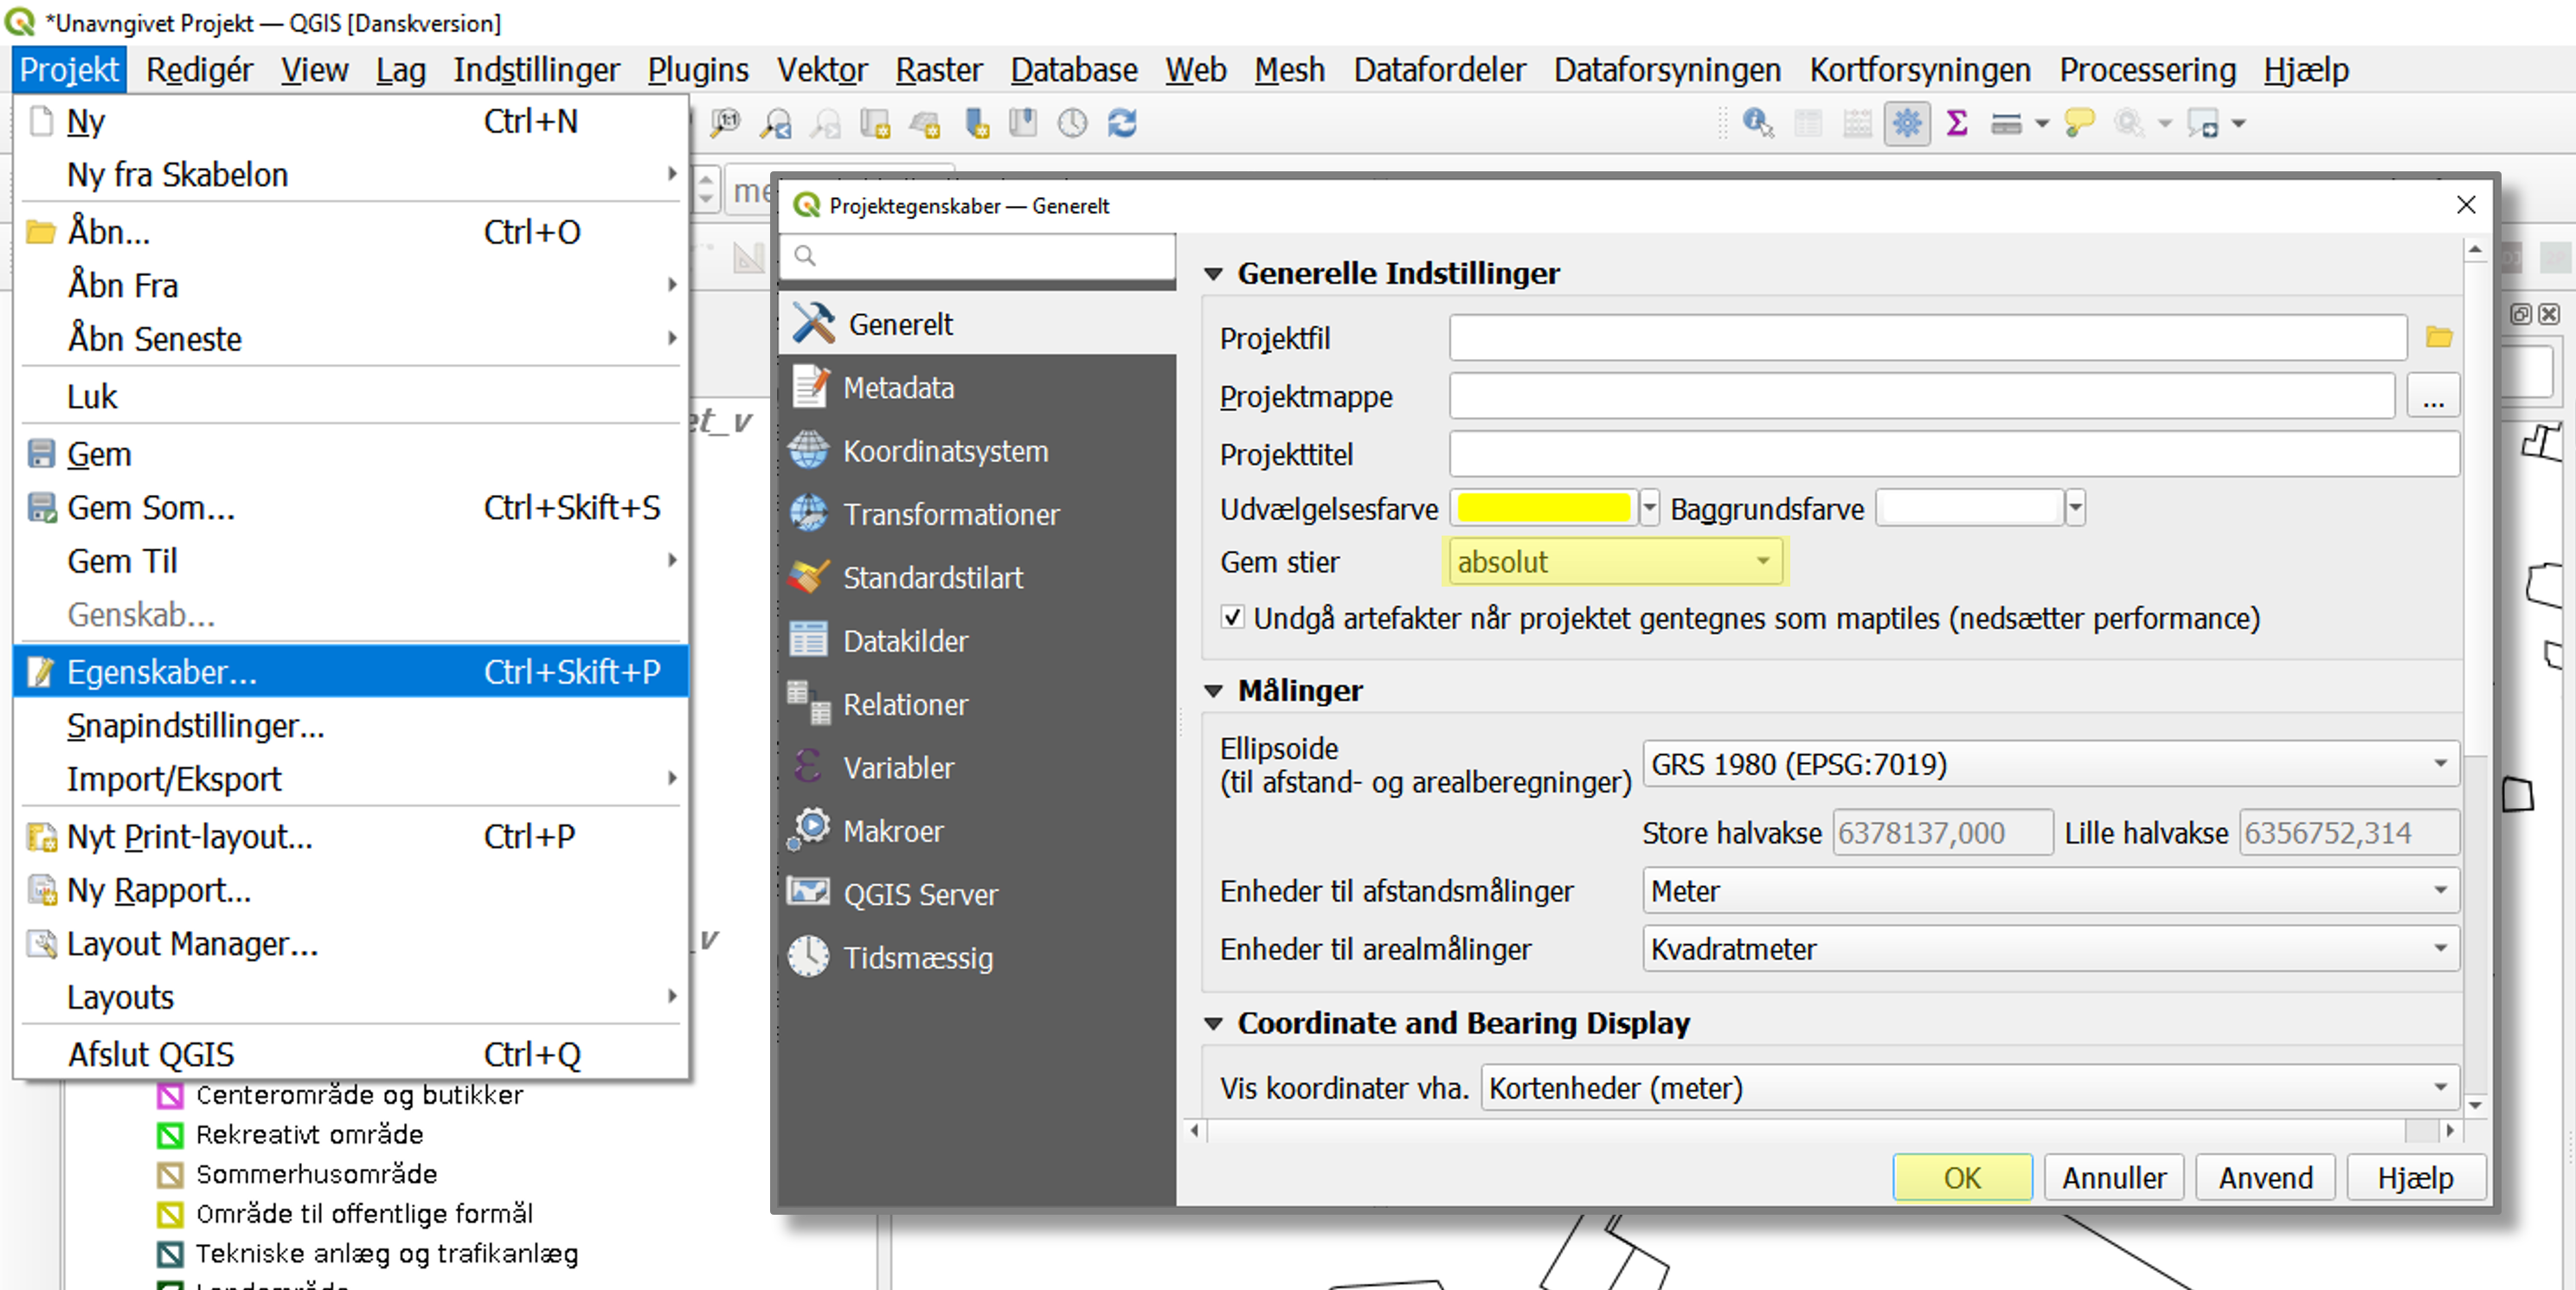 *Unavngivet Projekt — QGIS [Danskversion]
Projekt Redigér View Lag Indstillinger Plugins Vektor Raster Database Web Mesh Datafordeler Dataforsyningen Kortforsyningen Processering Hjælp
Ny Ctrl+N
Ny fra Skabelon
Åbn... Ctrl+O
Åbn Fra
Åbn Seneste
Luk
Gem
Gem Som... Ctrl+Skift+S
Gem Til
Genskab...
Egenskaber... Ctrl+Skift+P
Snapindstillinger...
Import/Eksport
Nyt Print-layout... Ctrl+P
Ny Rapport...
Layout Manager...
Layouts
Afslut QGIS Ctrl+Q
Centerområde og butikker
Rekreativt område
Sommerhusområde
Område til offentlige formål
Tekniske anlæg og trafikanlæg
1:1
me
et_v
_v
Projektegenskaber — Generelt
Generelt
Metadata
Koordinatsystem
Transformationer
Standardstilart
Datakilder
Relationer
Variabler
Makroer
QGIS Server
Tidsmæssig
Generelle Indstillinger
Projektfil
Projektmappe ...
Projekttitel
Udvælgelsesfarve Baggrundsfarve
Gem stier absolut
Undgå artefakter når projektet gentegnes som maptiles (nedsætter performance)
Målinger
Ellipsoide
(til afstand- og arealberegninger) GRS 1980 (EPSG:7019)
Store halvakse 6378137,000 Lille halvakse 6356752,314
Enheder til afstandsmålinger Meter
Enheder til arealmålinger Kvadratmeter
Coordinate and Bearing Display
Vis koordinater vha. Kortenheder (meter)
OK Annuller Anvend Hjælp